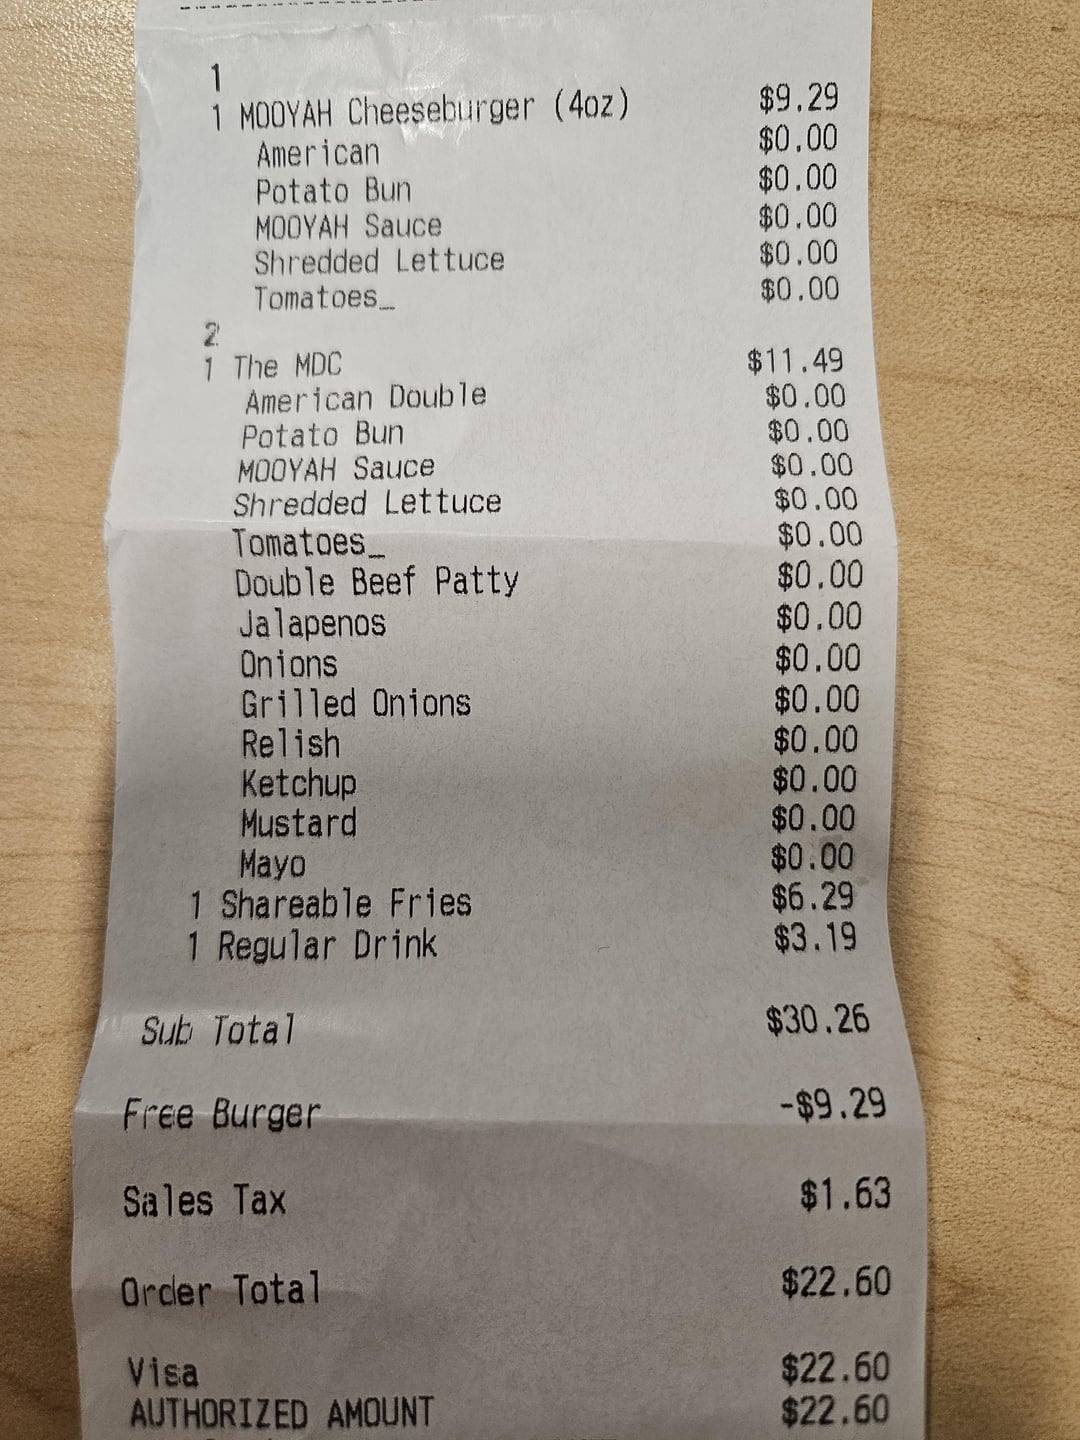 1
1 MOOYAH Cheeseburger (4oz) $9.29
American $0.00
Potato Bun $0.00
MOOYAH Sauce $0.00
Shredded Lettuce $0.00
Tomatoes_ $0.00
2
1 The MDC $11.49
American Double $0.00
Potato Bun $0.00
MOOYAH Sauce $0.00
Shredded Lettuce $0.00
Tomatoes_ $0.00
Double Beef Patty $0.00
Jalapenos $0.00
Onions $0.00
Grilled Onions $0.00
Relish $0.00
Ketchup $0.00
Mustard $0.00
Mayo $0.00
1 Shareable Fries $6.29
1 Regular Drink $3.19
Sub Total $30.26
Free Burger -$9.29
Sales Tax $1.63
Order Total $22.60
Visa $22.60
AUTHORIZED AMOUNT $22.60